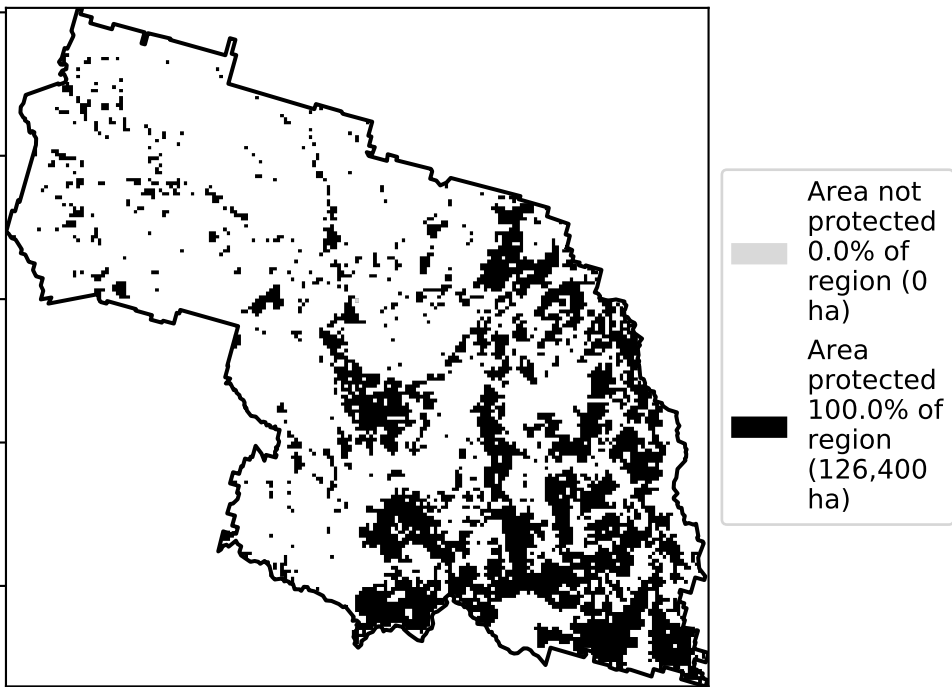 Area not
protected
0.0% of
region (0
ha)
Area
protected
100.0% of
region
(126,400
ha)